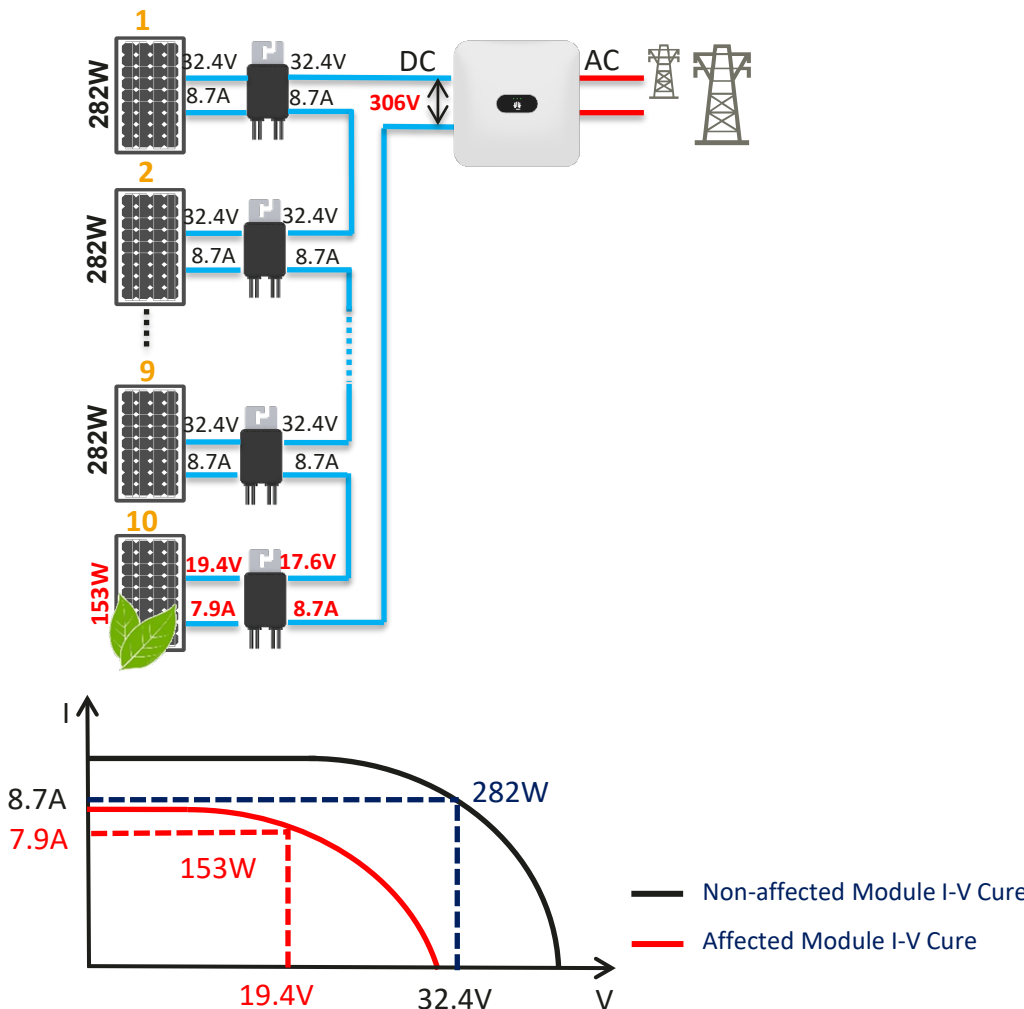 1
282W
32.4V
8.7A
32.4V
8.7A
DC
306V
AC
2
282W
32.4V
8.7A
32.4V
8.7A
9
282W
32.4V
8.7A
32.4V
8.7A
10
153W
19.4V
7.9A
17.6V
8.7A
I
8.7A
7.9A
282W
153W
19.4V
32.4V
V
Non-affected Module I-V Cure
Affected Module I-V Cure